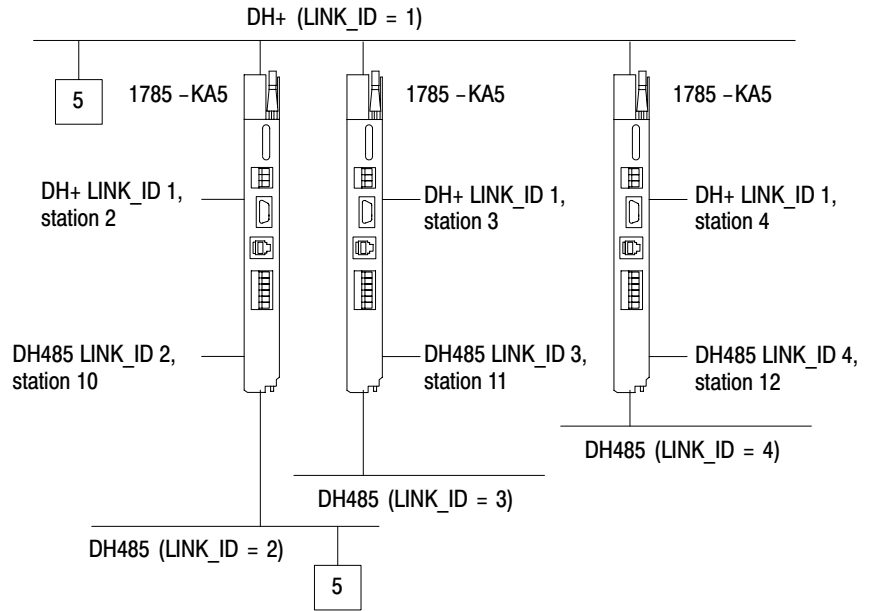 DH+ (LINK_ID = 1)
5
1785 –KA5
1785 –KA5
1785 –KA5
DH+ LINK_ID 1,
station 2
DH+ LINK_ID 1,
station 3
DH+ LINK_ID 1,
station 4
DH485 LINK_ID 2,
station 10
DH485 LINK_ID 3,
station 11
DH485 LINK_ID 4,
station 12
DH485 (LINK_ID = 4)
DH485 (LINK_ID = 3)
DH485 (LINK_ID = 2)
5